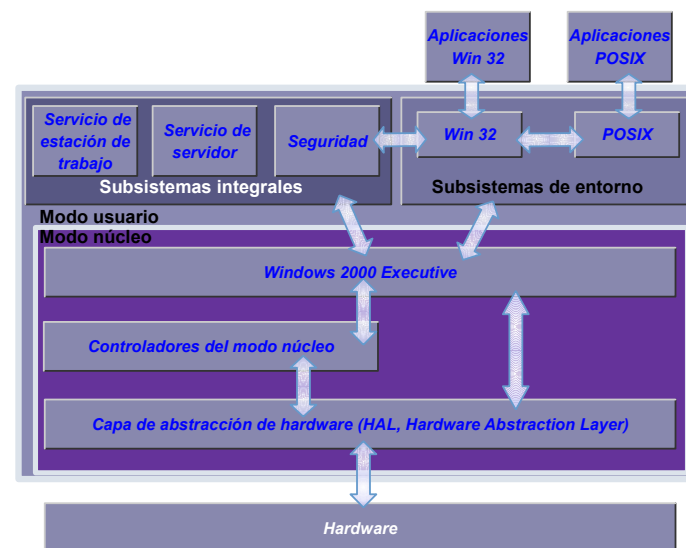 Aplicaciones
Win 32
Aplicaciones
POSIX
Servicio de
estación de
trabajo
Servicio de
servidor
Seguridad
Win 32
POSIX
Subsistemas integrales
Subsistemas de entorno
Modo usuario
Modo núcleo
Windows 2000 Executive
Controladores del modo núcleo
Capa de abstracción de hardware (HAL, Hardware Abstraction Layer)
Hardware